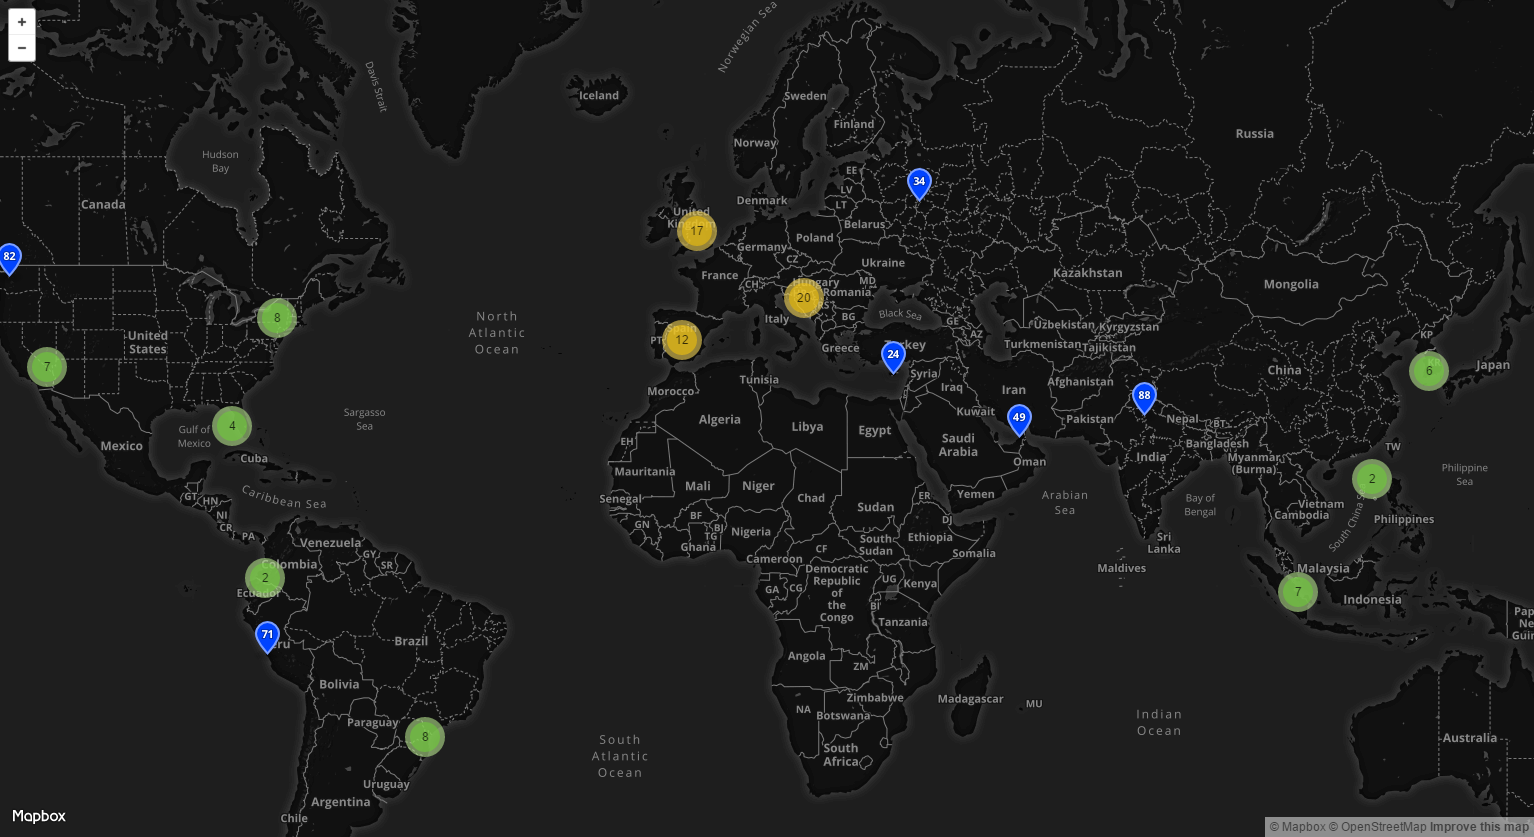 +
−
Norwegian Sea
Davis Strait
Iceland
Sweden
Finland
Russia
Norway
Hudson
Bay
EE
LV
LT
34
Denmark
Canada
United
Kingdom
17
Belarus
Poland
Germany
CZ
Ukraine
82
France
CH
Hungary
MD
Romania
20
RS
Kazakhstan
Mongolia
8
North
Atlantic
Ocean
Italy
BG
Black Sea
GE
AZ
Uzbekistan
Kyrgyzstan
Turkmenistan
Tajikistan
United
States
Spain
PT
12
Greece
Turkey
24
KP
KR
6
Japan
7
China
Syria
Iraq
Iran
Afghanistan
Tunisia
Morocco
88
Kuwait
49
Pakistan
Nepal
BT
Sargasso
Sea
4
Gulf of
Mexico
Algeria
Libya
Egypt
Mexico
EH
Saudi
Arabia
Bangladesh
TW
Cuba
Oman
India
Myanmar
(Burma)
Philippine
Sea
Mauritania
2
Caribbean Sea
GT
HN
NI
CR
PA
Mali
Niger
Chad
Sudan
ER
Yemen
Arabian
Sea
Bay of
Bengal
Senegal
GN
BF
BJ
TG
Ghana
Nigeria
DJ
Vietnam
Cambodia
South China Sea
Philippines
Venezuela
GY
SR
Colombia
2
Ecuador
Cameroon
CF
South
Sudan
Ethiopia
Somalia
Sri
Lanka
Maldives
Malaysia
7
Indonesia
Democratic
Republic
of
the
Congo
GA
CG
UG
Kenya
BI
Tanzania
71
Peru
Brazil
Pap
Ne
Guin
Angola
ZM
Bolivia
Zimbabwe
Madagascar
MU
NA
Botswana
Paraguay
8
Indian
Ocean
South
Atlantic
Ocean
South
Africa
Australia
Uruguay
Argentina
Chile
Mapbox
© Mapbox © OpenStreetMap Improve this map